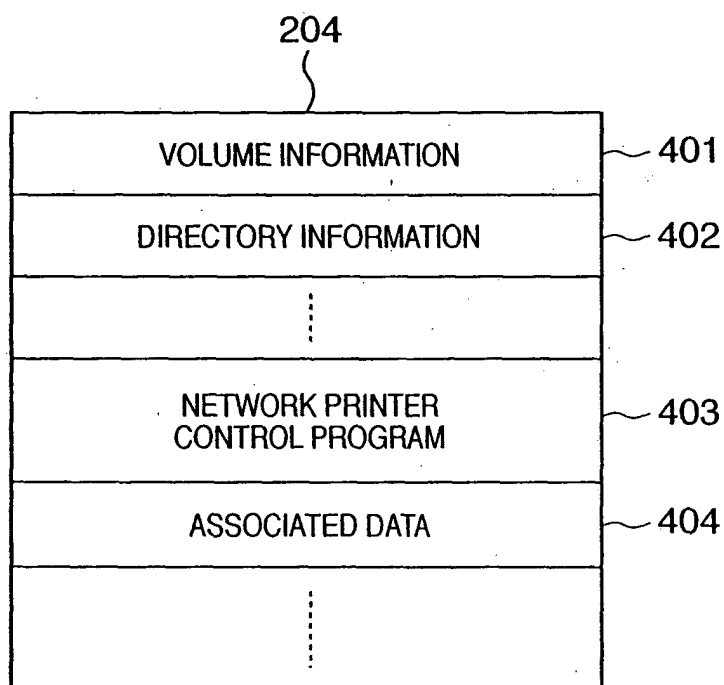 204
VOLUME INFORMATION 401
DIRECTORY INFORMATION 402
NETWORK PRINTER
CONTROL PROGRAM 403
ASSOCIATED DATA 404